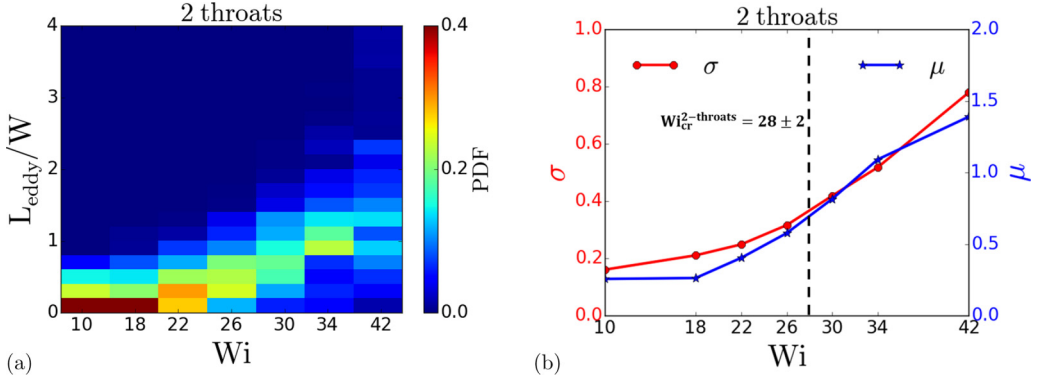 2 throats
L_eddy/W
4
3
2
1
0
10 18 22 26 30 34 42
Wi
0.4
0.2
0.0
PDF
(a)
2 throats
σ
1.0
0.8
0.6
0.4
0.2
0.0
σ
μ
Wi_cr^2−throats = 28 ± 2
2.0
1.5
1.0
0.5
0.0
μ
10 18 22 26 30 34 42
Wi
(b)